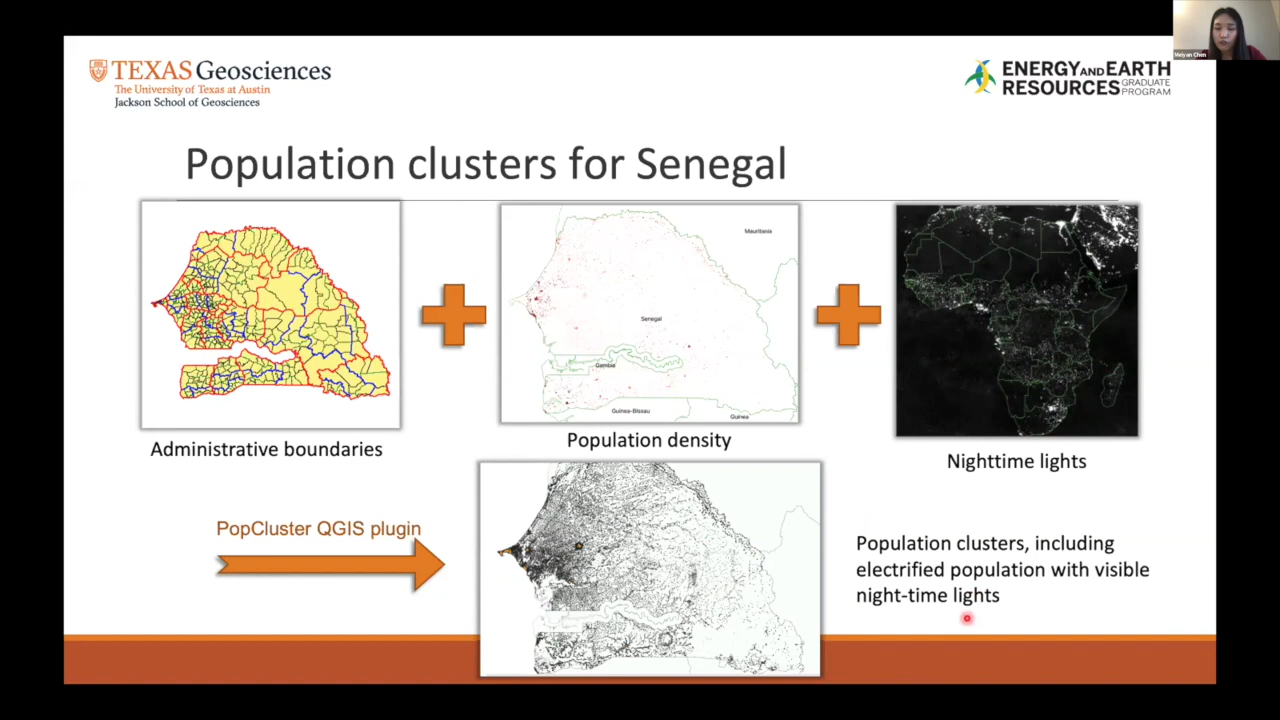 TEXAS Geosciences
The University of Texas at Austin
Jackson School of Geosciences
ENERGY AND EARTH
RESOURCES GRADUATE PROGRAM
Meiyan Chen
Population clusters for Senegal
Mauritania
Senegal
Gambia
Guinea-Bissau
Guinea
Administrative boundaries
Population density
Nighttime lights
PopCluster QGIS plugin
Population clusters, including
electrified population with visible
night-time lights